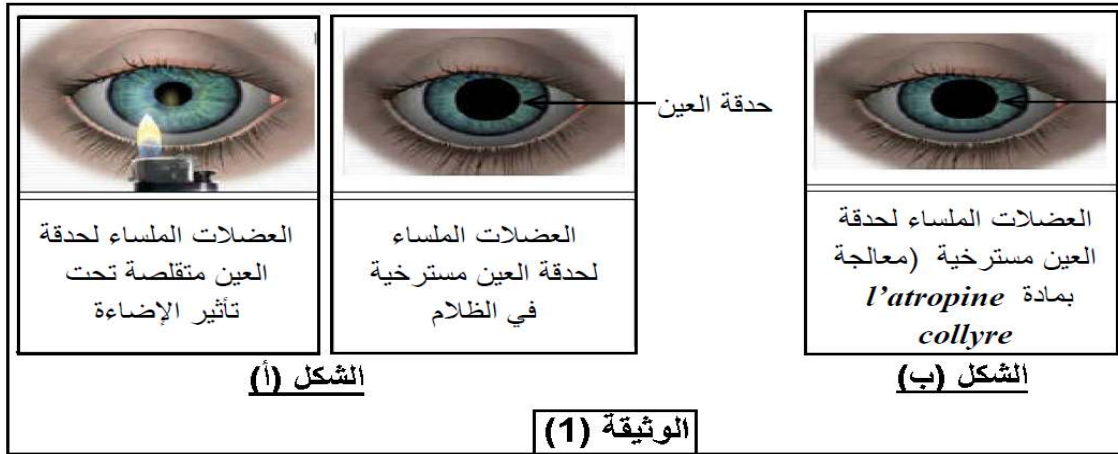 حدقة العين
العضلات الملساء لحدقة
العين متقلصة تحت
تأثير الإضاءة
العضلات الملساء
لحدقة العين مسترخية
في الظلام
العضلات الملساء لحدقة
العين مسترخية (معالجة
بمادة l’atropine
collyre
الشكل (أ)
الشكل (ب)
الوثيقة (1)